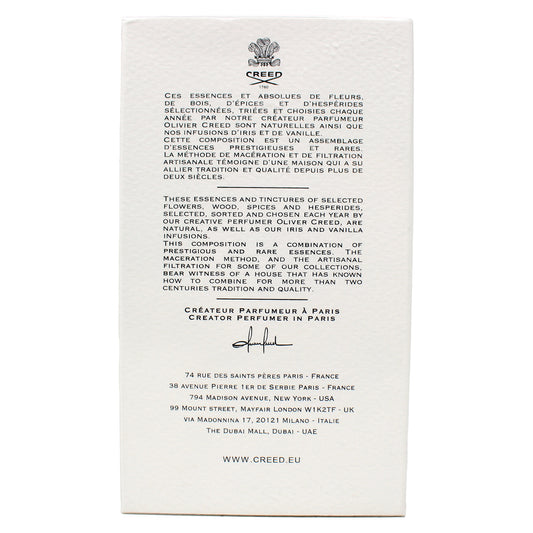 CREED
1760
CES ESSENCES ET ABSOLUES DE FLEURS,
DE BOIS, D'ÉPICES ET D'HESPÉRIDES
SÉLECTIONNÉES, TRIÉES ET CHOISIES CHAQUE
ANNÉE PAR NOTRE CRÉATEUR PARFUMEUR
OLIVIER CREED SONT NATURELLES AINSI QUE
NOS INFUSIONS D'IRIS ET DE VANILLE.
CETTE COMPOSITION EST UN ASSEMBLAGE
D'ESSENCES PRESTIGIEUSES ET RARES.
LA MÉTHODE DE MACÉRATION ET DE FILTRATION
ARTISANALE TÉMOIGNE D'UNE MAISON QUI A SU
ALLIER TRADITION ET QUALITÉ DEPUIS PLUS DE
DEUX SIÈCLES.
THESE ESSENCES AND TINCTURES OF SELECTED
FLOWERS, WOOD, SPICES AND HESPERIDES,
SELECTED, SORTED AND CHOSEN EACH YEAR BY
OUR CREATIVE PERFUMER OLIVER CREED, ARE
NATURAL, AS WELL AS OUR IRIS AND VANILLA
INFUSIONS.
THIS COMPOSITION IS A COMBINATION OF
PRESTIGIOUS AND RARE ESSENCES. THE
MACERATION METHOD, AND THE ARTISANAL
FILTRATION FOR SOME OF OUR COLLECTIONS,
BEAR WITNESS OF A HOUSE THAT HAS KNOWN
HOW TO COMBINE FOR MORE THAN TWO
CENTURIES TRADITION AND QUALITY.
CRÉATEUR PARFUMEUR À PARIS
CREATOR PERFUMER IN PARIS
74 RUE DES SAINTS PÈRES PARIS - FRANCE
38 AVENUE PIERRE 1ER DE SERBIE PARIS - FRANCE
794 MADISON AVENUE, NEW YORK - USA
99 MOUNT STREET, MAYFAIR LONDON W1K2TF - UK
VIA MADONNINA 17, 20121 MILANO - ITALIE
THE DUBAI MALL, DUBAI - UAE
WWW.CREED.EU